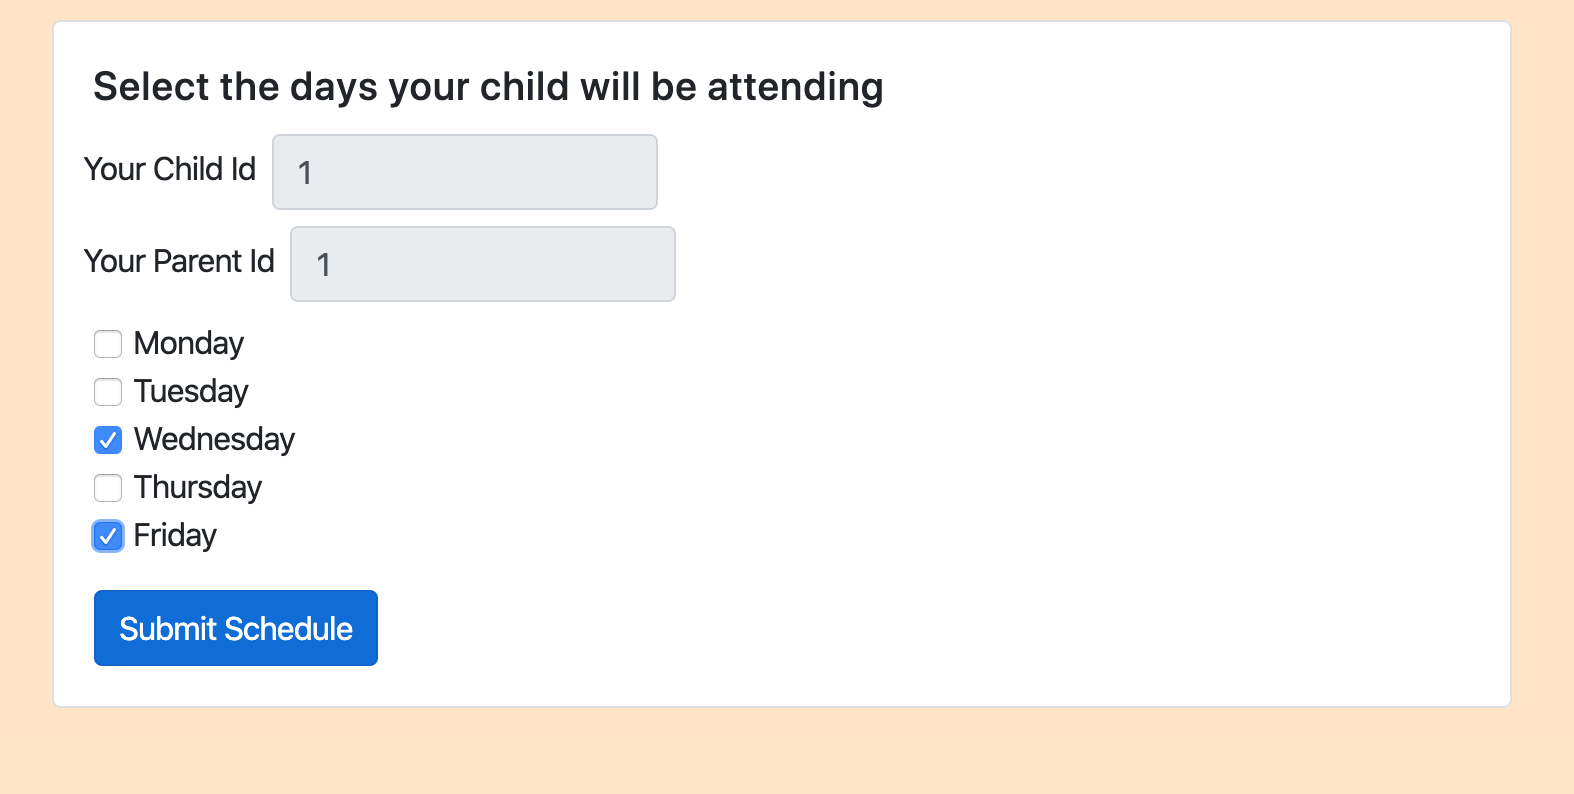 Select the days your child will be attending
Your Child Id 1
Your Parent Id 1
Monday
Tuesday
Wednesday
Thursday
Friday
Submit Schedule